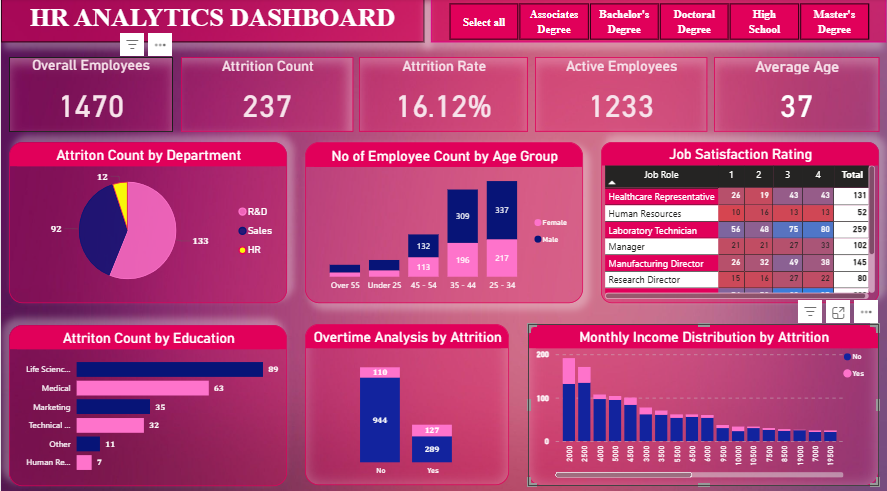 HR ANALYTICS DASHBOARD
Select all
Associates Degree
Bachelor's Degree
Doctoral Degree
High School
Master's Degree
Overall Employees
1470
Attrition Count
237
Attrition Rate
16.12%
Active Employees
1233
Average Age
37
Attriton Count by Department
12
92
133
R&D
Sales
HR
No of Employee Count by Age Group
132
309
337
113
196
217
Over 55 Under 25 45 - 54 35 - 44 25 - 34
Female
Male
Job Satisfaction Rating
Job Role 1 2 3 4 Total
Healthcare Representative 26 19 43 43 131
Human Resources 10 16 13 13 52
Laboratory Technician 56 48 75 80 259
Manager 21 21 27 33 102
Manufacturing Director 26 32 49 38 145
Research Director 15 16 27 22 80
Attriton Count by Education
Life Scienc... 89
Medical 63
Marketing 35
Technical ... 32
Other 11
Human Re... 7
Overtime Analysis by Attrition
110
944
127
289
No Yes
Monthly Income Distribution by Attrition
200
100
0
No
Yes
2000 2500 4000 5000 4500 3000 3500 5500 6500 6000 9500 10000 10500 7500 8500 19000 7000 19500